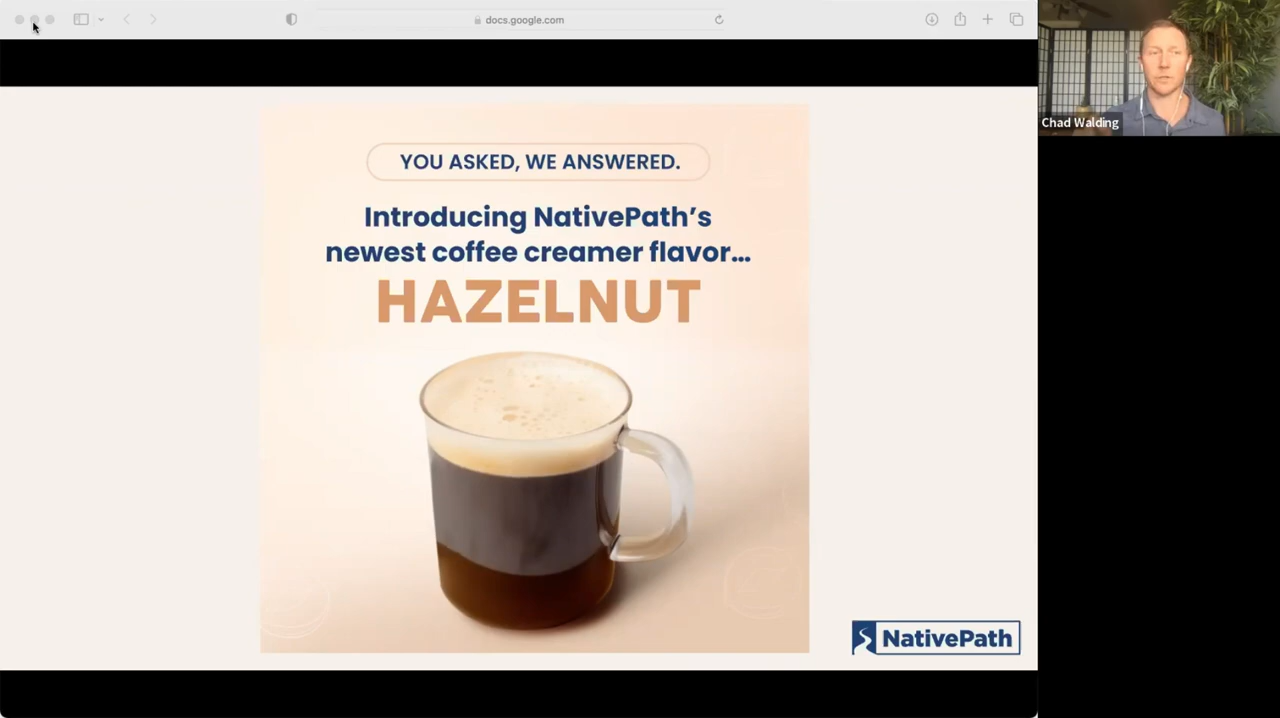 docs.google.com
Chad Walding
YOU ASKED, WE ANSWERED.
Introducing NativePath's
newest coffee creamer flavor...
HAZELNUT
NativePath